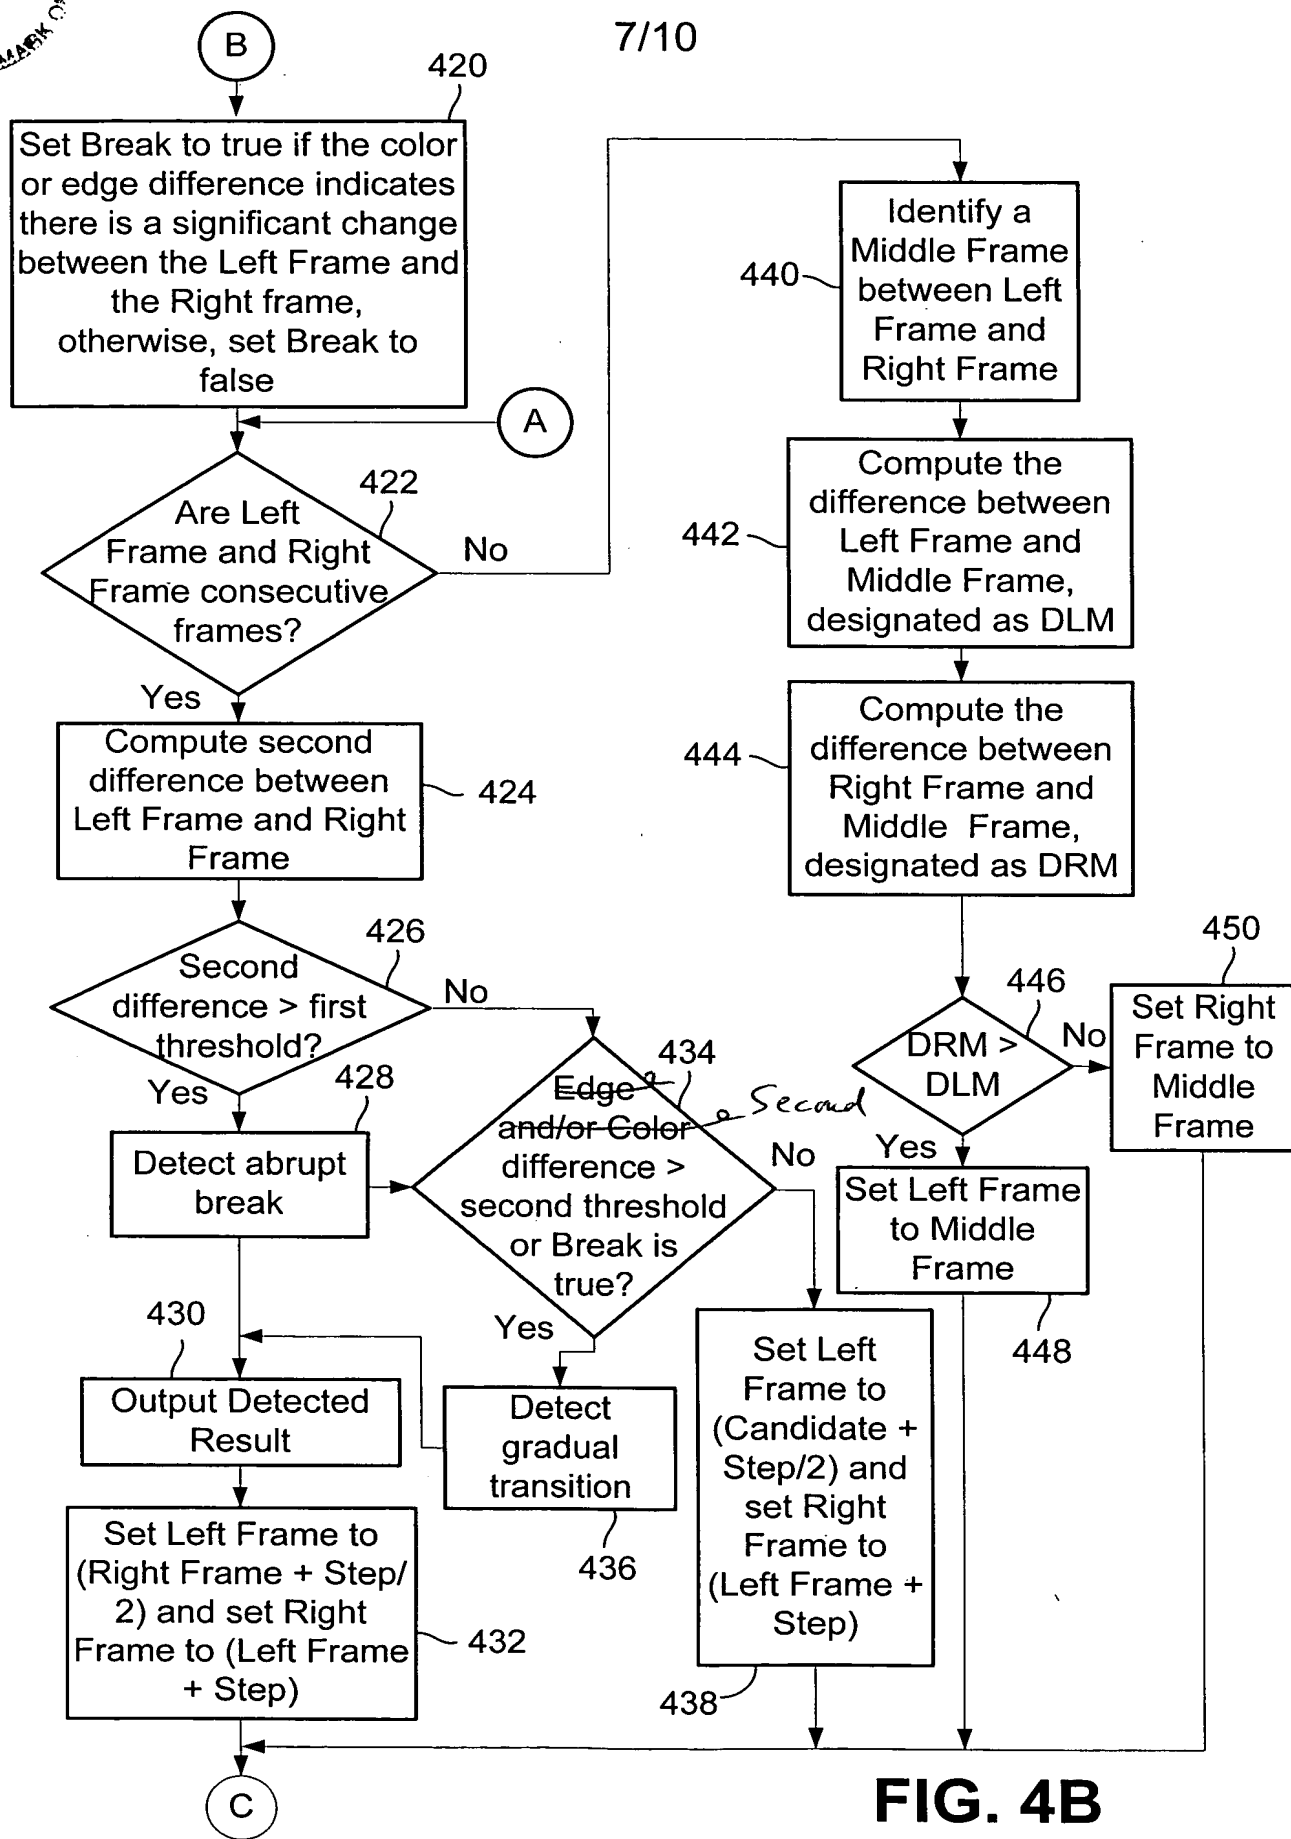 7/10
B
420
Set Break to true if the color
or edge difference indicates
there is a significant change
between the Left Frame and
the Right frame,
otherwise, set Break to
false
A
422
Are Left
Frame and Right
Frame consecutive
frames?
No
Yes
Compute second
difference between
Left Frame and Right
Frame
424
426
Second
difference > first
threshold?
No
Yes
428
Detect abrupt
break
434
Edge
and/or Color
Second
difference >
second threshold
or Break is
true?
No
Yes
430
Output Detected
Result
Detect
gradual
transition
436
Set Left Frame to
(Right Frame + Step/
2) and set Right
Frame to (Left Frame
+ Step)
432
Set Left
Frame to
(Candidate +
Step/2) and
set Right
Frame to
(Left Frame +
Step)
438
440
Identify a
Middle Frame
between Left
Frame and
Right Frame
442
Compute the
difference between
Left Frame and
Middle Frame,
designated as DLM
444
Compute the
difference between
Right Frame and
Middle Frame,
designated as DRM
446
DRM >
DLM
No
Yes
450
Set Right
Frame to
Middle
Frame
Set Left Frame
to Middle
Frame
448
C
FIG. 4B